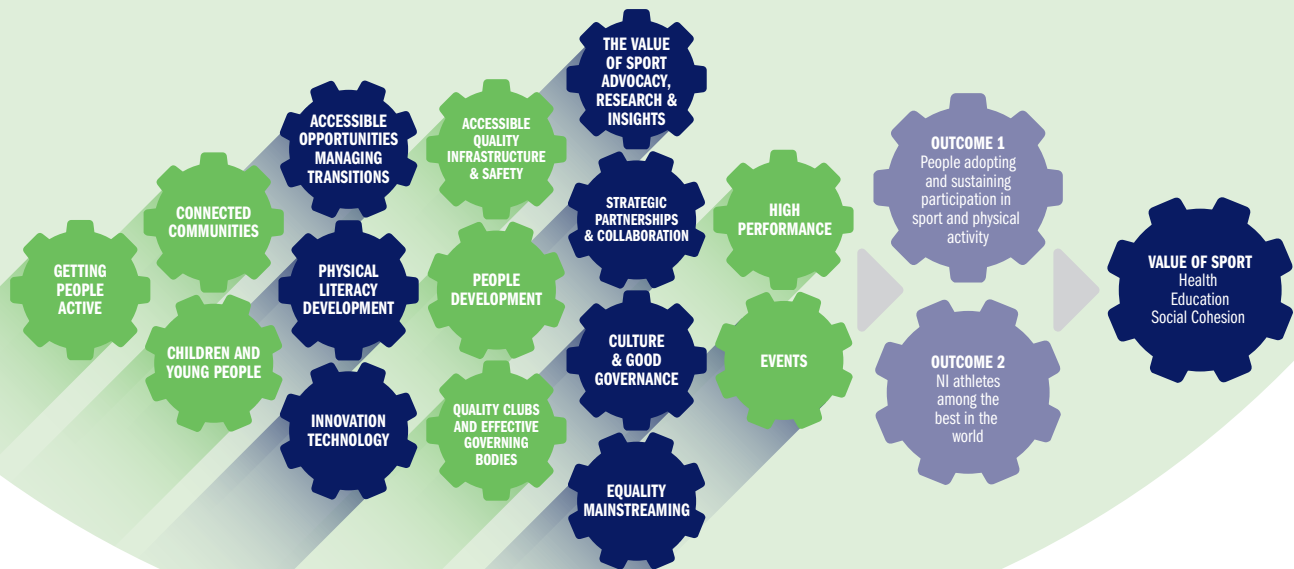 GETTING
PEOPLE
ACTIVE
CONNECTED
COMMUNITIES
CHILDREN AND
YOUNG PEOPLE
ACCESSIBLE
OPPORTUNITIES
MANAGING
TRANSITIONS
PHYSICAL
LITERACY
DEVELOPMENT
INNOVATION
TECHNOLOGY
ACCESSIBLE
QUALITY
INFRASTRUCTURE
& SAFETY
PEOPLE
DEVELOPMENT
QUALITY CLUBS
AND EFFECTIVE
GOVERNING
BODIES
THE VALUE
OF SPORT
ADVOCACY,
RESEARCH &
INSIGHTS
STRATEGIC
PARTNERSHIPS
& COLLABORATION
CULTURE
& GOOD
GOVERNANCE
EQUALITY
MAINSTREAMING
HIGH
PERFORMANCE
EVENTS
OUTCOME 1
People adopting
and sustaining
participation in
sport and physical
activity
OUTCOME 2
NI athletes
among the
best in the
world
VALUE OF SPORT
Health
Education
Social Cohesion